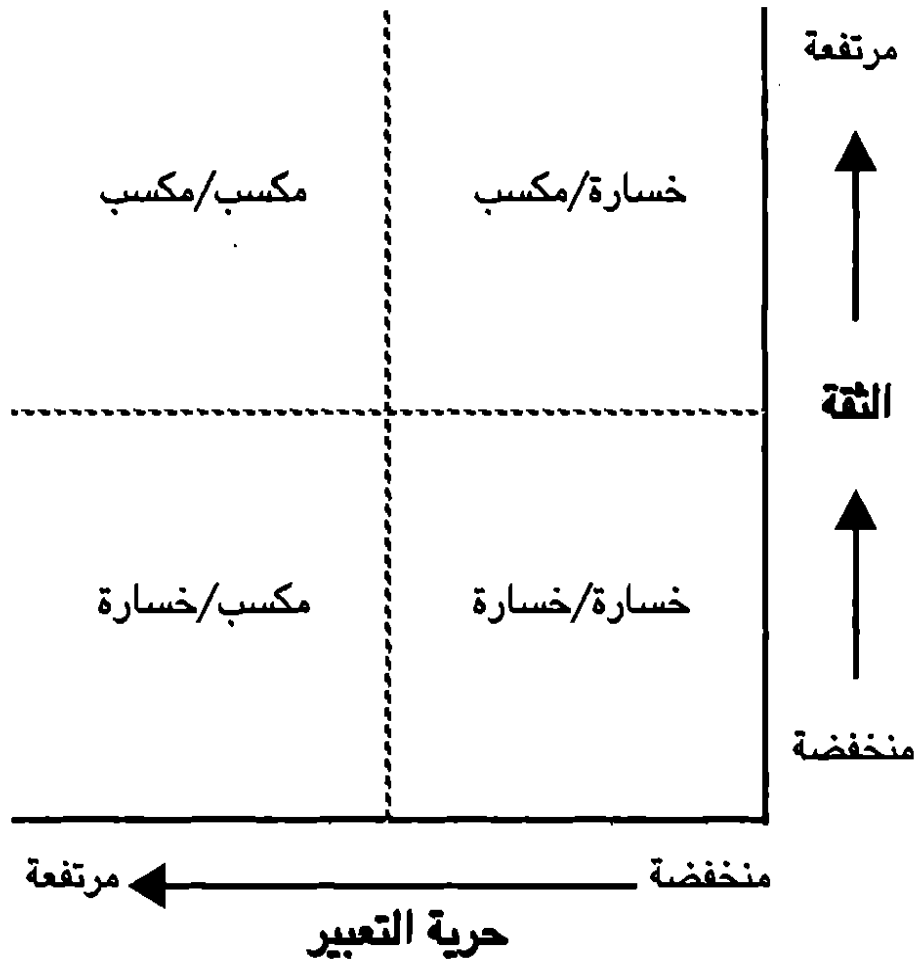 مرتفعة
خسارة/مكسب
مكسب/مكسب
الثقة
خسارة/خسارة
مكسب/خسارة
منخفضة
منخفضة
مرتفعة
حرية التعبير